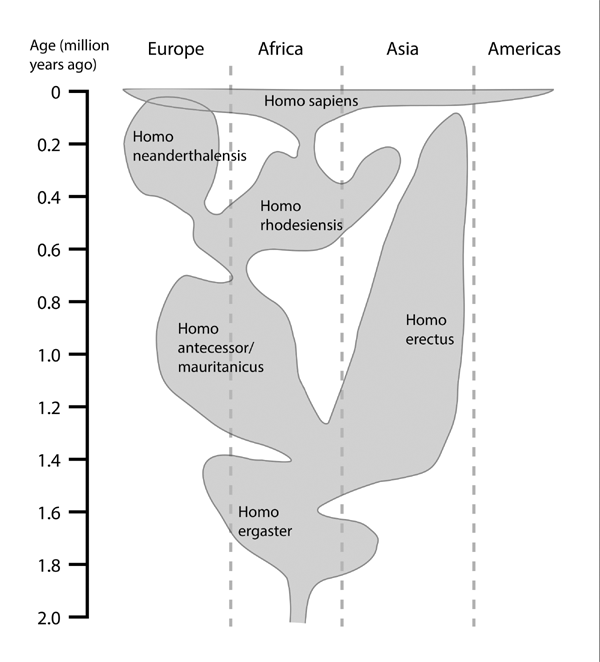 Age (million
years ago)
Europe
Africa
Asia
Americas
0
Homo sapiens
Homo
neanderthalensis
0.2
0.4
Homo
rhodesiensis
0.6
0.8
Homo
antecessor/
mauritanicus
Homo
erectus
1.0
1.2
1.4
1.6
Homo
ergaster
1.8
2.0